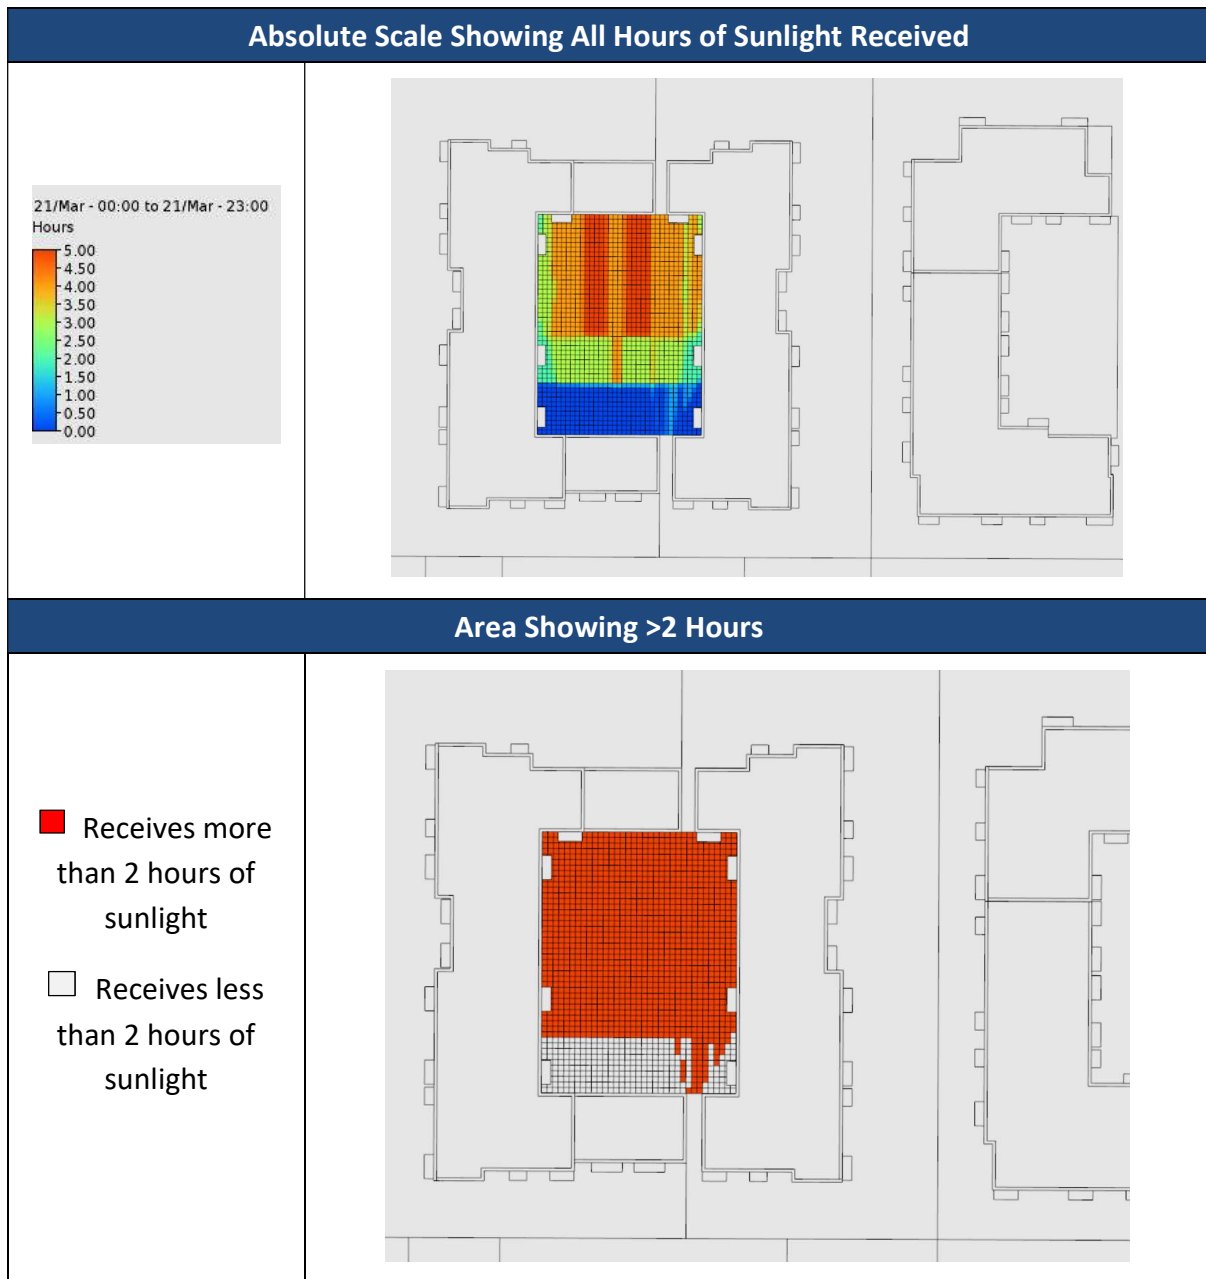 Absolute Scale Showing All Hours of Sunlight Received
21/Mar - 00:00 to 21/Mar - 23:00
Hours
5.00
4.50
4.00
3.50
3.00
2.50
2.00
1.50
1.00
0.50
0.00
Area Showing >2 Hours
Receives more
than 2 hours of
sunlight
Receives less
than 2 hours of
sunlight